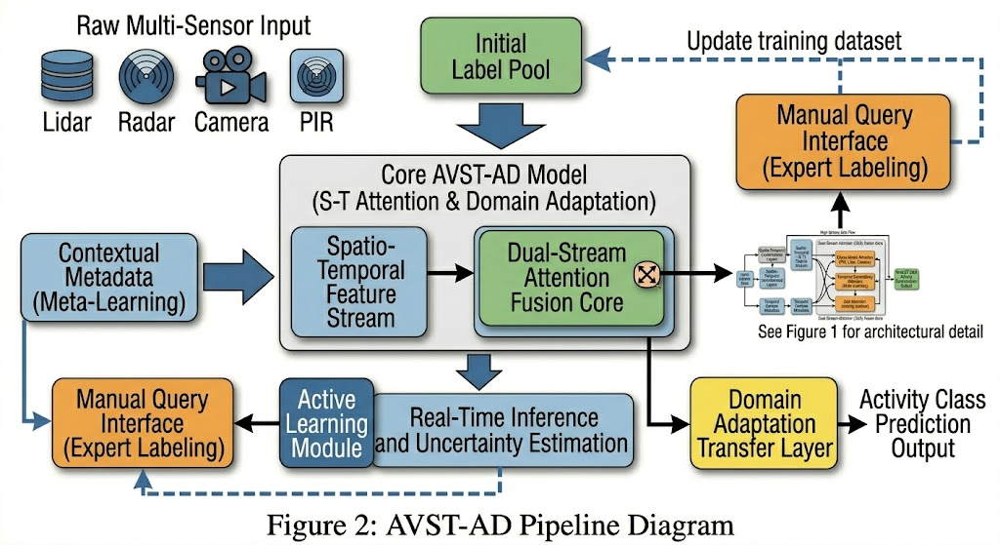 Raw Multi-Sensor Input
Lidar
Radar
Camera
PIR
Initial
Label Pool
Update training dataset
Manual Query
Interface
(Expert Labeling)
Core AVST-AD Model
(S-T Attention & Domain Adaptation)
Contextual
Metadata
(Meta-Learning)
Spatio-
Temporal
Feature
Stream
Dual-Stream
Attention
Fusion Core
See Figure 1 for architectural detail
Manual Query
Interface
(Expert Labeling)
Active
Learning
Module
Real-Time Inference
and Uncertainty Estimation
Domain
Adaptation
Transfer Layer
Activity Class
Prediction
Output
Figure 2: AVST-AD Pipeline Diagram